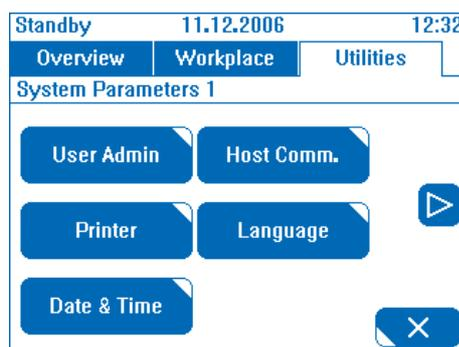 Standby 11.12.2006 12:32
Overview Workplace Utilities
System Parameters 1
User Admin Host Comm.
Printer Language
Date & Time